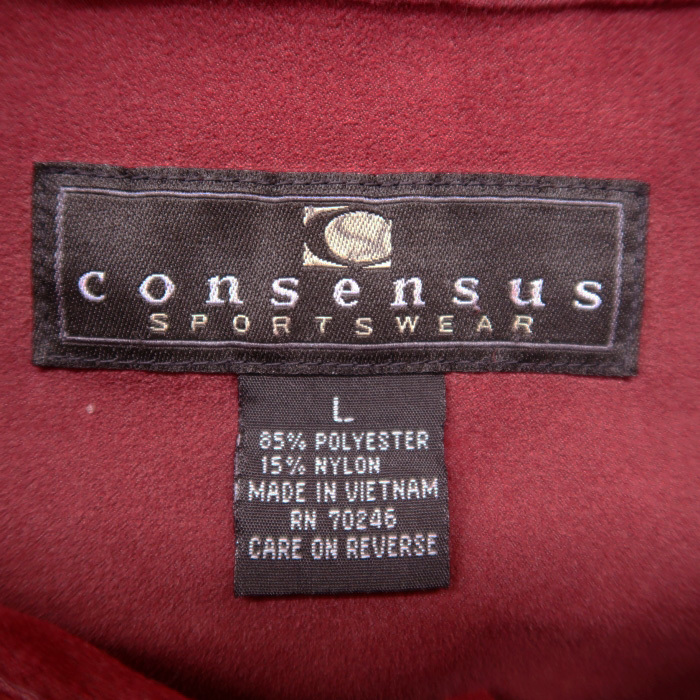 consensus
SPORTSWEAR
L
85% POLYESTER
15% NYLON
MADE IN VIETNAM
RN 70246
CARE ON REVERSE